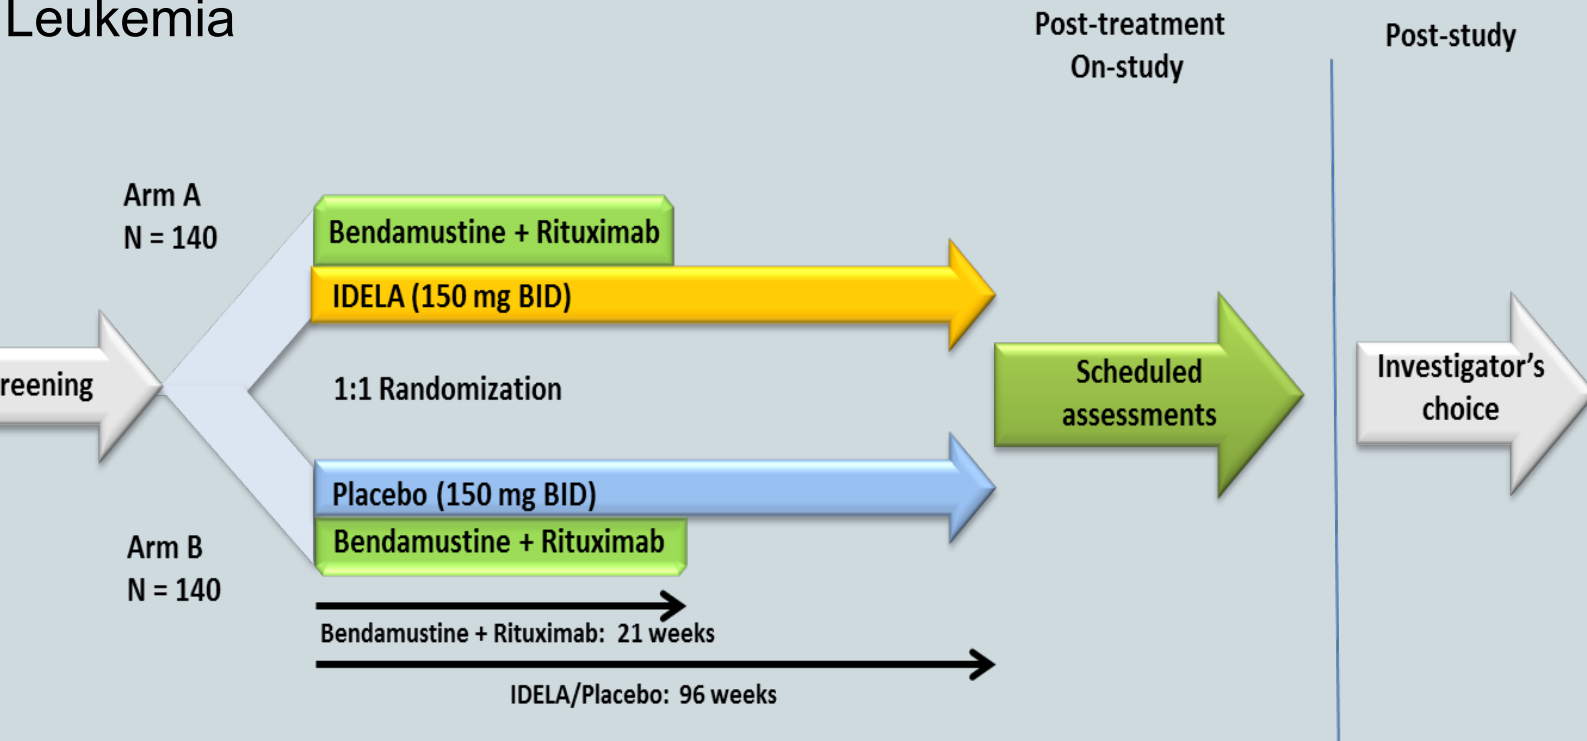 Leukemia
Post-treatment
On-study
Post-study
Arm A
N = 140
Bendamustine + Rituximab
IDELA (150 mg BID)
reening
1:1 Randomization
Scheduled
assessments
Investigator’s
choice
Placebo (150 mg BID)
Bendamustine + Rituximab
Arm B
N = 140
Bendamustine + Rituximab:  21 weeks
IDELA/Placebo:  96 weeks